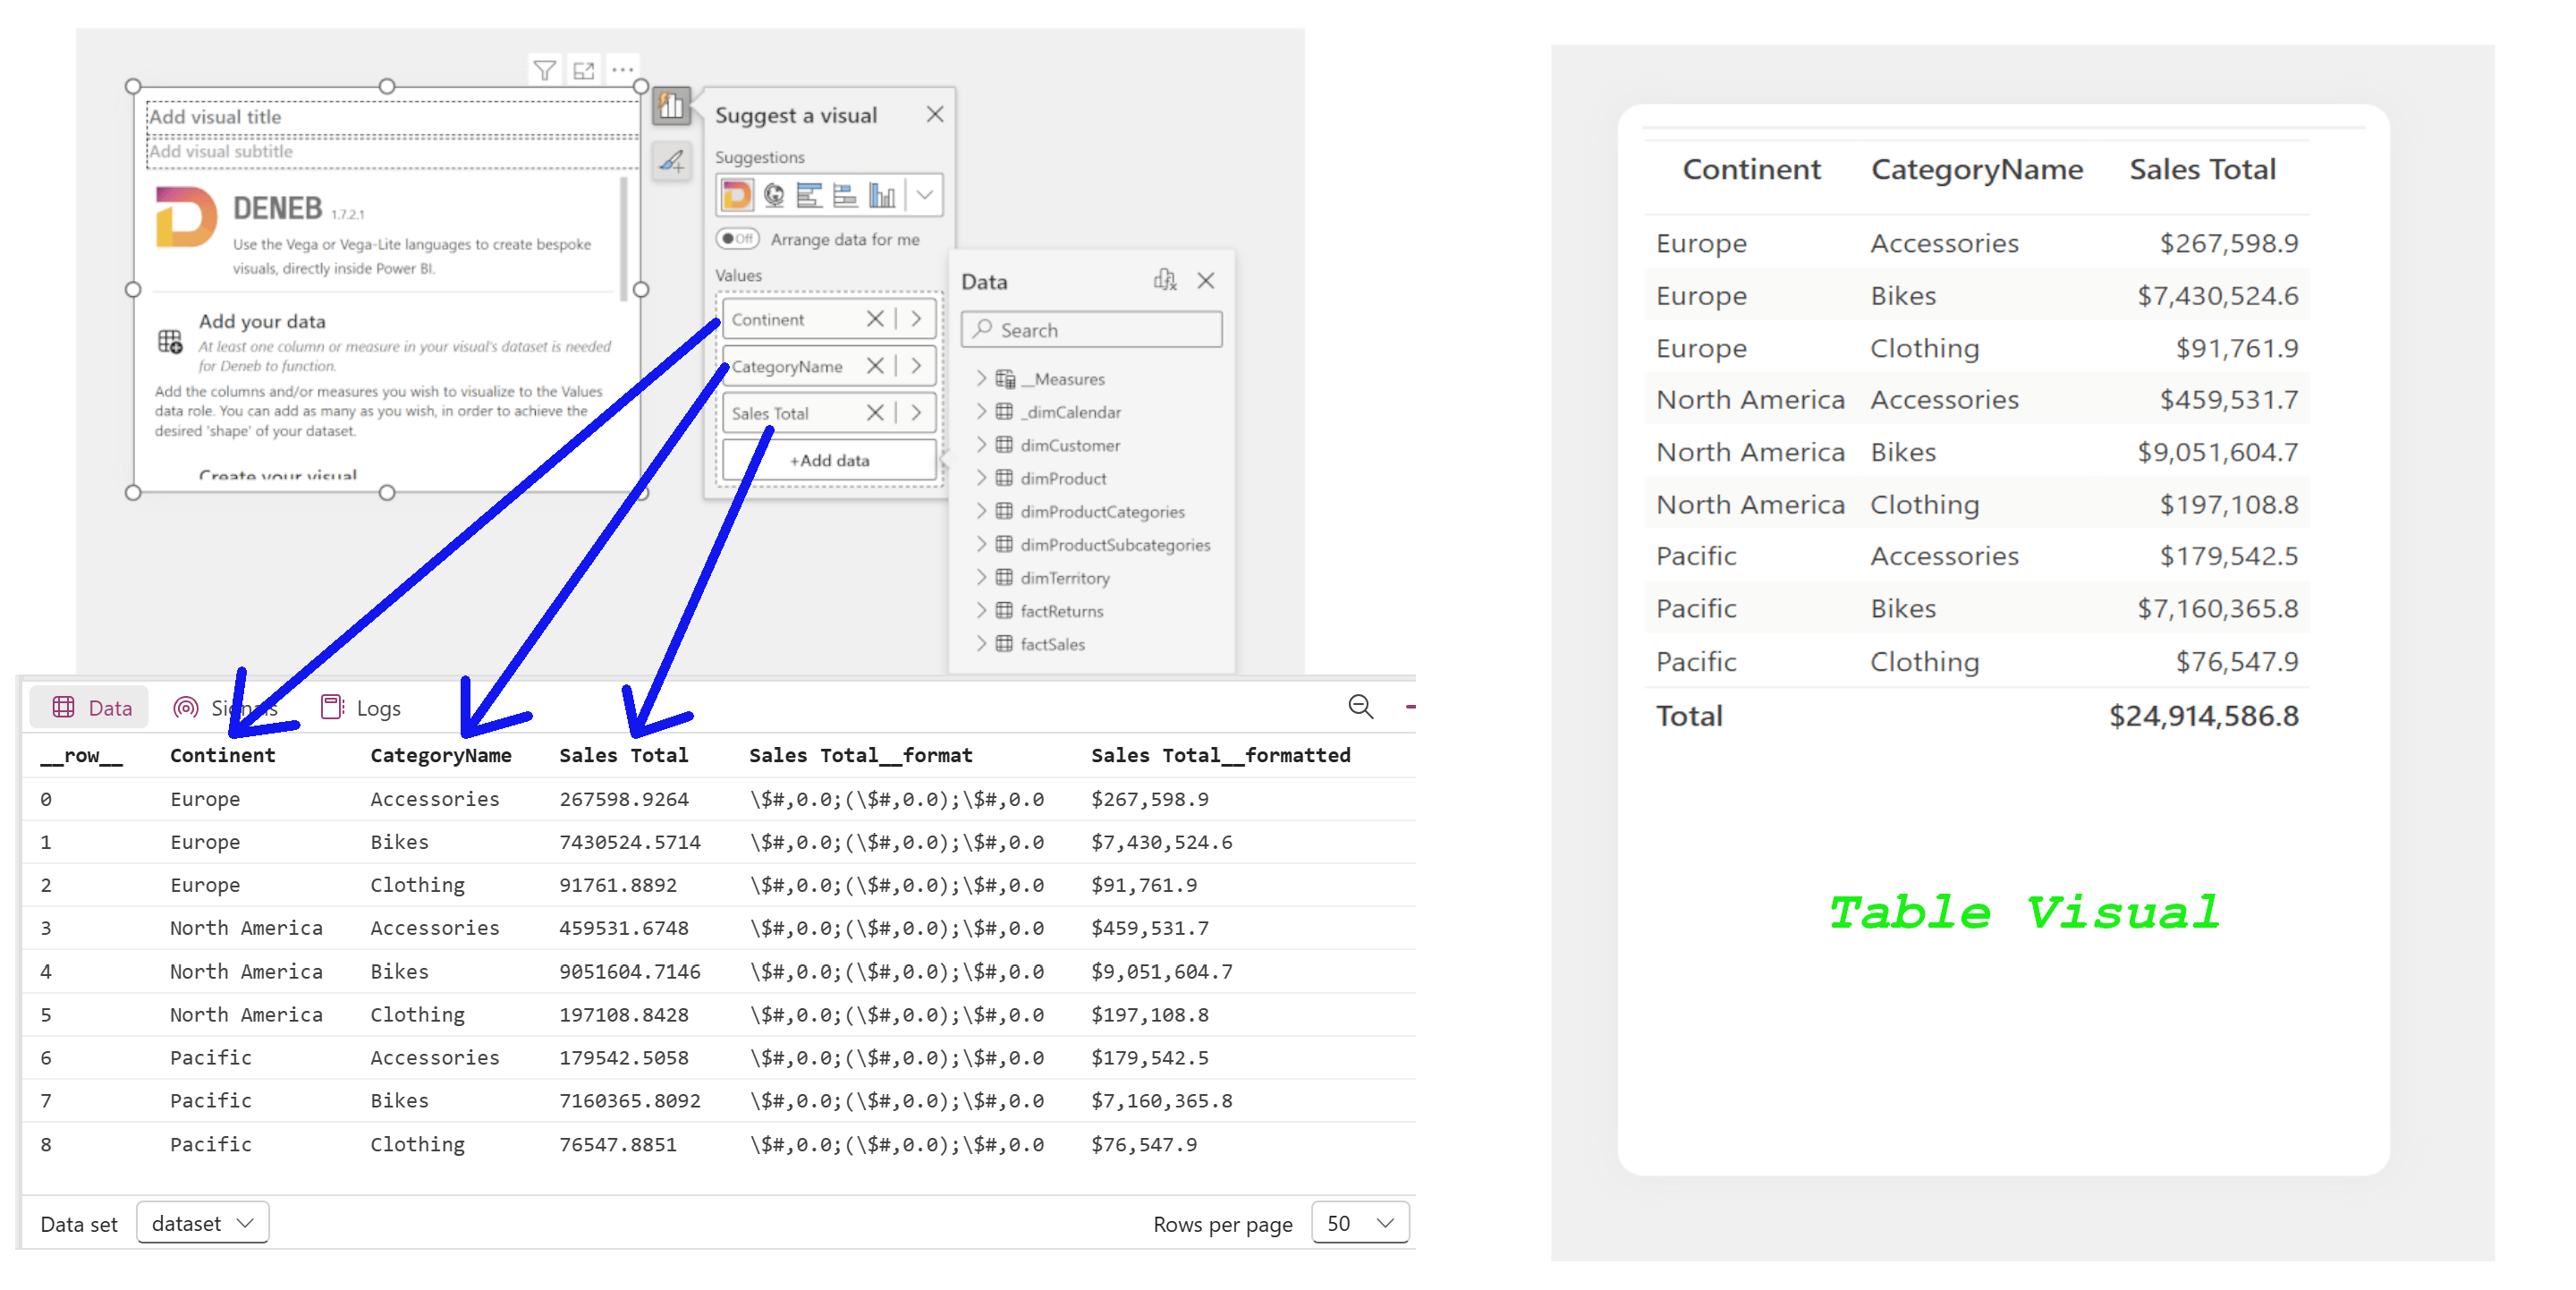 Add visual title
Add visual subtitle
DENEB 1.7.2.1
Use the Vega or Vega-Lite languages to create bespoke
visuals, directly inside Power BI.
Add your data
At least one column or measure in your visual's dataset is needed
for Deneb to function.
Add the columns and/or measures you wish to visualize to the Values
data role. You can add as many as you wish, in order to achieve the
desired 'shape' of your dataset.
Create your visual
Suggest a visual
Suggestions
Off Arrange data for me
Values
Continent
CategoryName
Sales Total
+Add data
Data
Search
__Measures
_dimCalendar
dimCustomer
dimProduct
dimProductCategories
dimProductSubcategories
dimTerritory
factReturns
factSales
Data Signals Logs
__row__ Continent CategoryName Sales Total Sales Total__format Sales Total__formatted
0 Europe Accessories 267598.9264 \$#,0.0;(\$#,0.0);\$#,0.0 $267,598.9
1 Europe Bikes 7430524.5714 \$#,0.0;(\$#,0.0);\$#,0.0 $7,430,524.6
2 Europe Clothing 91761.8892 \$#,0.0;(\$#,0.0);\$#,0.0 $91,761.9
3 North America Accessories 459531.6748 \$#,0.0;(\$#,0.0);\$#,0.0 $459,531.7
4 North America Bikes 9051604.7146 \$#,0.0;(\$#,0.0);\$#,0.0 $9,051,604.7
5 North America Clothing 197108.8428 \$#,0.0;(\$#,0.0);\$#,0.0 $197,108.8
6 Pacific Accessories 179542.5058 \$#,0.0;(\$#,0.0);\$#,0.0 $179,542.5
7 Pacific Bikes 7160365.8092 \$#,0.0;(\$#,0.0);\$#,0.0 $7,160,365.8
8 Pacific Clothing 76547.8851 \$#,0.0;(\$#,0.0);\$#,0.0 $76,547.9
Data set dataset Rows per page 50
Continent CategoryName Sales Total
Europe Accessories $267,598.9
Europe Bikes $7,430,524.6
Europe Clothing $91,761.9
North America Accessories $459,531.7
North America Bikes $9,051,604.7
North America Clothing $197,108.8
Pacific Accessories $179,542.5
Pacific Bikes $7,160,365.8
Pacific Clothing $76,547.9
Total $24,914,586.8
Table Visual